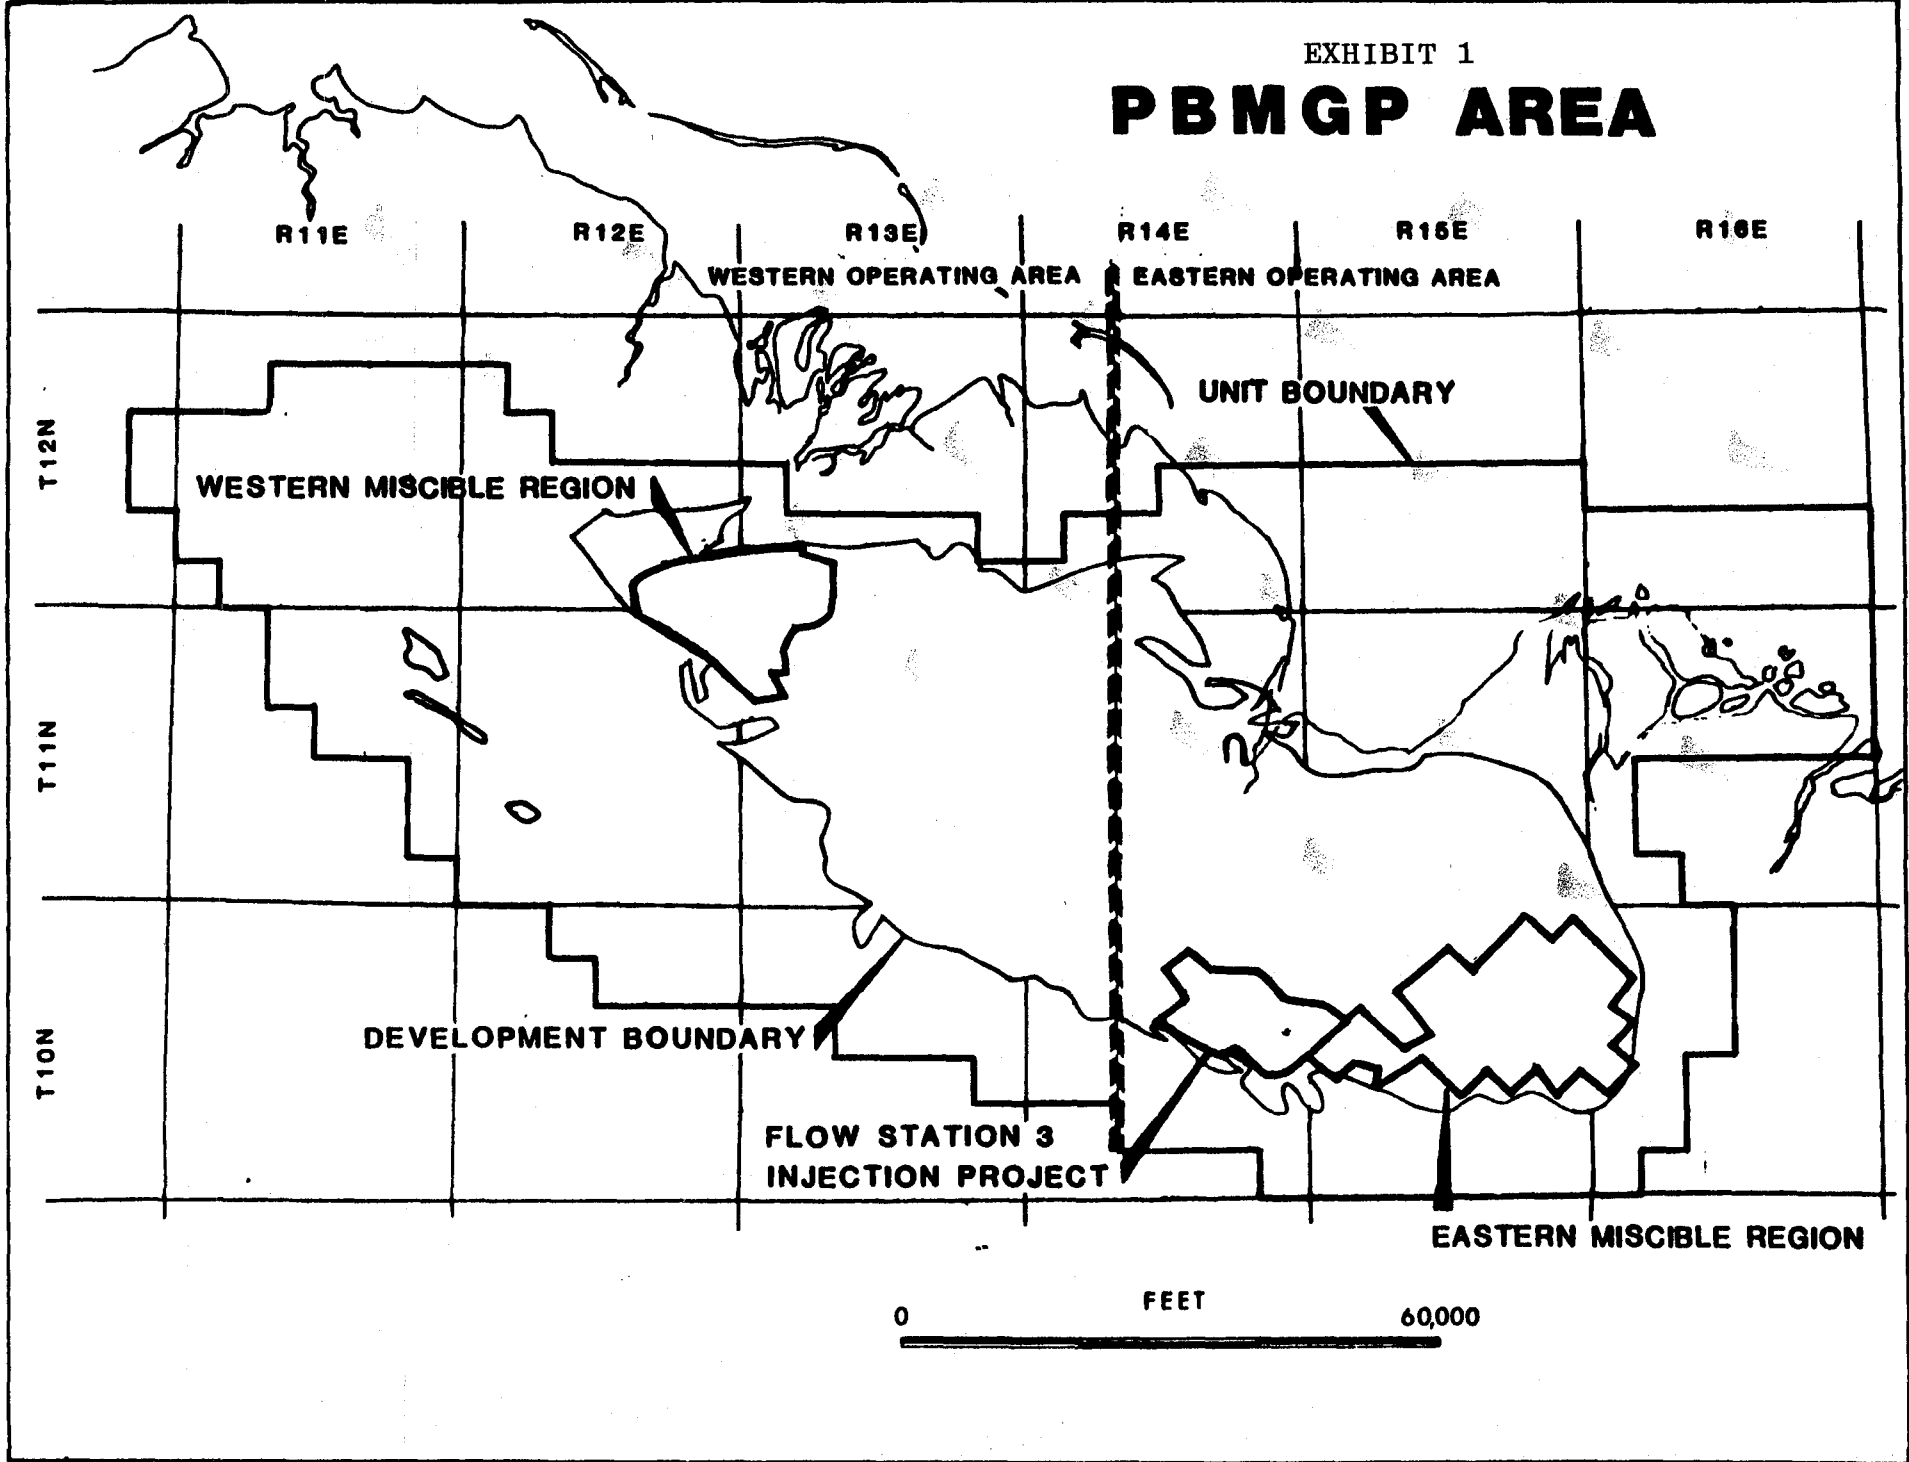 EXHIBIT 1
PBMGP AREA
R11E R12E R13E R14E R15E R16E
WESTERN OPERATING AREA EASTERN OPERATING AREA
UNIT BOUNDARY
T12N
WESTERN MISCIBLE REGION
T11N
DEVELOPMENT BOUNDARY
T10N
FLOW STATION 3
INJECTION PROJECT
EASTERN MISCIBLE REGION
FEET
0 60,000